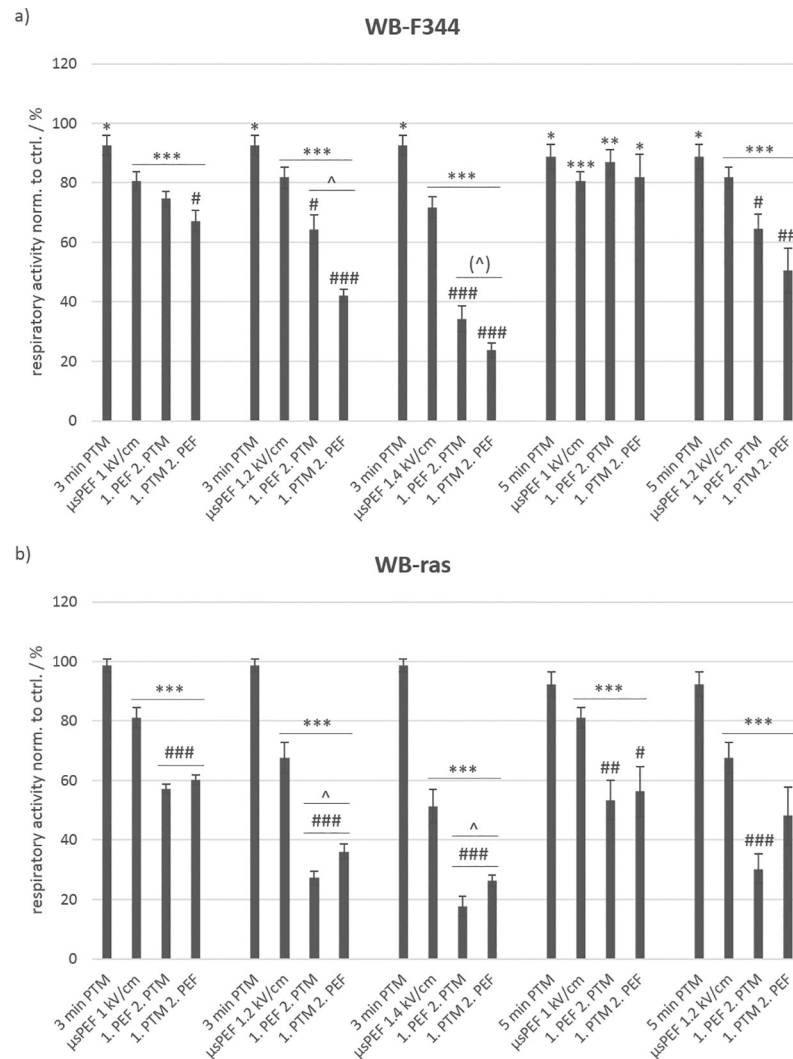 a)
WB-F344
respiratory activity norm. to ctrl. / %
120
100
80
60
40
20
0
*
***
#
*
***
^
#
###
*
***
(^)
###
###
*
***
**
*
*
***
#
##
3 min PTM
µsPEF 1 kV/cm
1. PEF 2. PTM
1. PTM 2. PEF
3 min PTM
µsPEF 1.2 kV/cm
1. PEF 2. PTM
1. PTM 2. PEF
3 min PTM
µsPEF 1.4 kV/cm
1. PEF 2. PTM
1. PTM 2. PEF
5 min PTM
µsPEF 1 kV/cm
1. PEF 2. PTM
1. PTM 2. PEF
5 min PTM
µsPEF 1.2 kV/cm
1. PEF 2. PTM
1. PTM 2. PEF
b)
WB-ras
respiratory activity norm. to ctrl. / %
120
100
80
60
40
20
0
***
###
***
^
###
***
^
###
***
##
#
***
###
3 min PTM
µsPEF 1 kV/cm
1. PEF 2. PTM
1. PTM 2. PEF
3 min PTM
µsPEF 1.2 kV/cm
1. PEF 2. PTM
1. PTM 2. PEF
3 min PTM
µsPEF 1.4 kV/cm
1. PEF 2. PTM
1. PTM 2. PEF
5 min PTM
µsPEF 1 kV/cm
1. PEF 2. PTM
1. PTM 2. PEF
5 min PTM
µsPEF 1.2 kV/cm
1. PEF 2. PTM
1. PTM 2. PEF